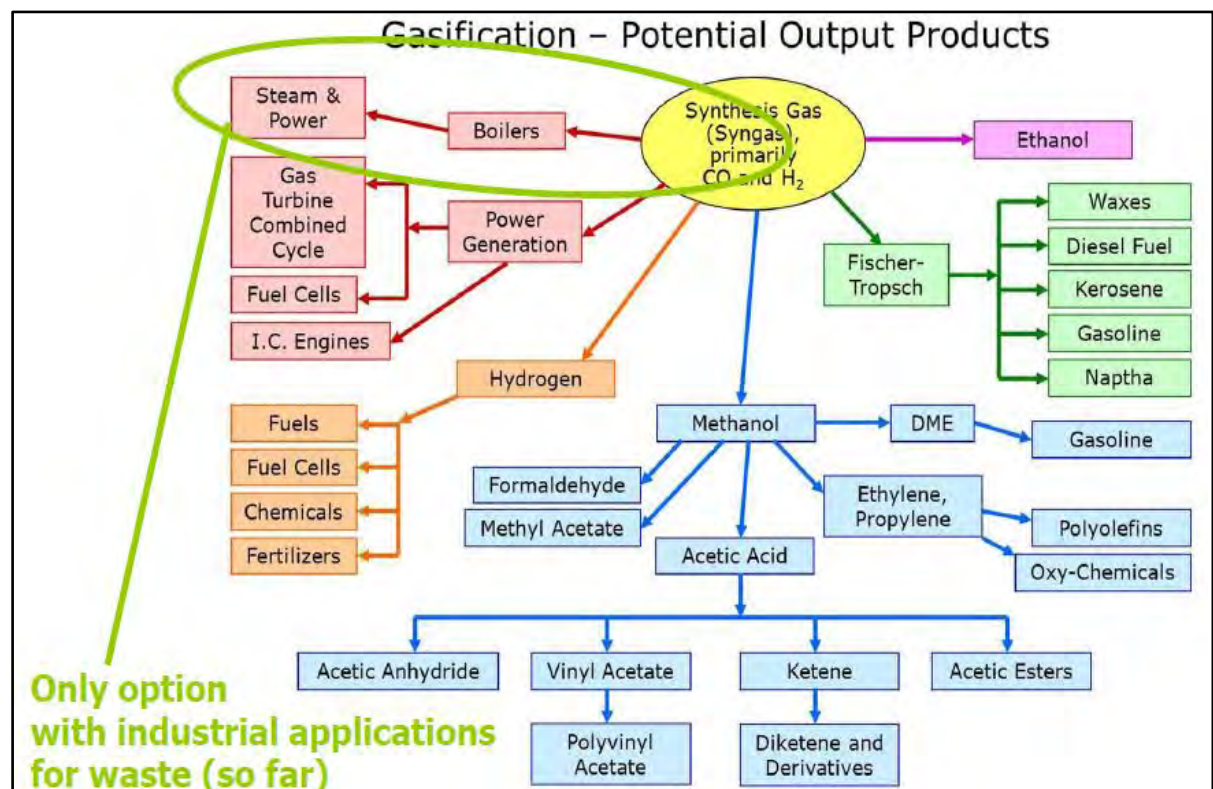 Gasification – Potential Output Products
Steam &
Power
Boilers
Synthesis Gas
(Syngas),
primarily
CO and H₂
Ethanol
Gas
Turbine
Combined
Cycle
Power
Generation
Fuel Cells
I.C. Engines
Fischer-
Tropsch
Waxes
Diesel Fuel
Kerosene
Gasoline
Naptha
Hydrogen
Fuels
Fuel Cells
Chemicals
Fertilizers
Methanol
DME
Gasoline
Formaldehyde
Methyl Acetate
Ethylene,
Propylene
Polyolefins
Oxy-Chemicals
Acetic Acid
Acetic Anhydride
Vinyl Acetate
Ketene
Acetic Esters
Polyvinyl
Acetate
Diketene and
Derivatives
Only option
with industrial applications
for waste (so far)